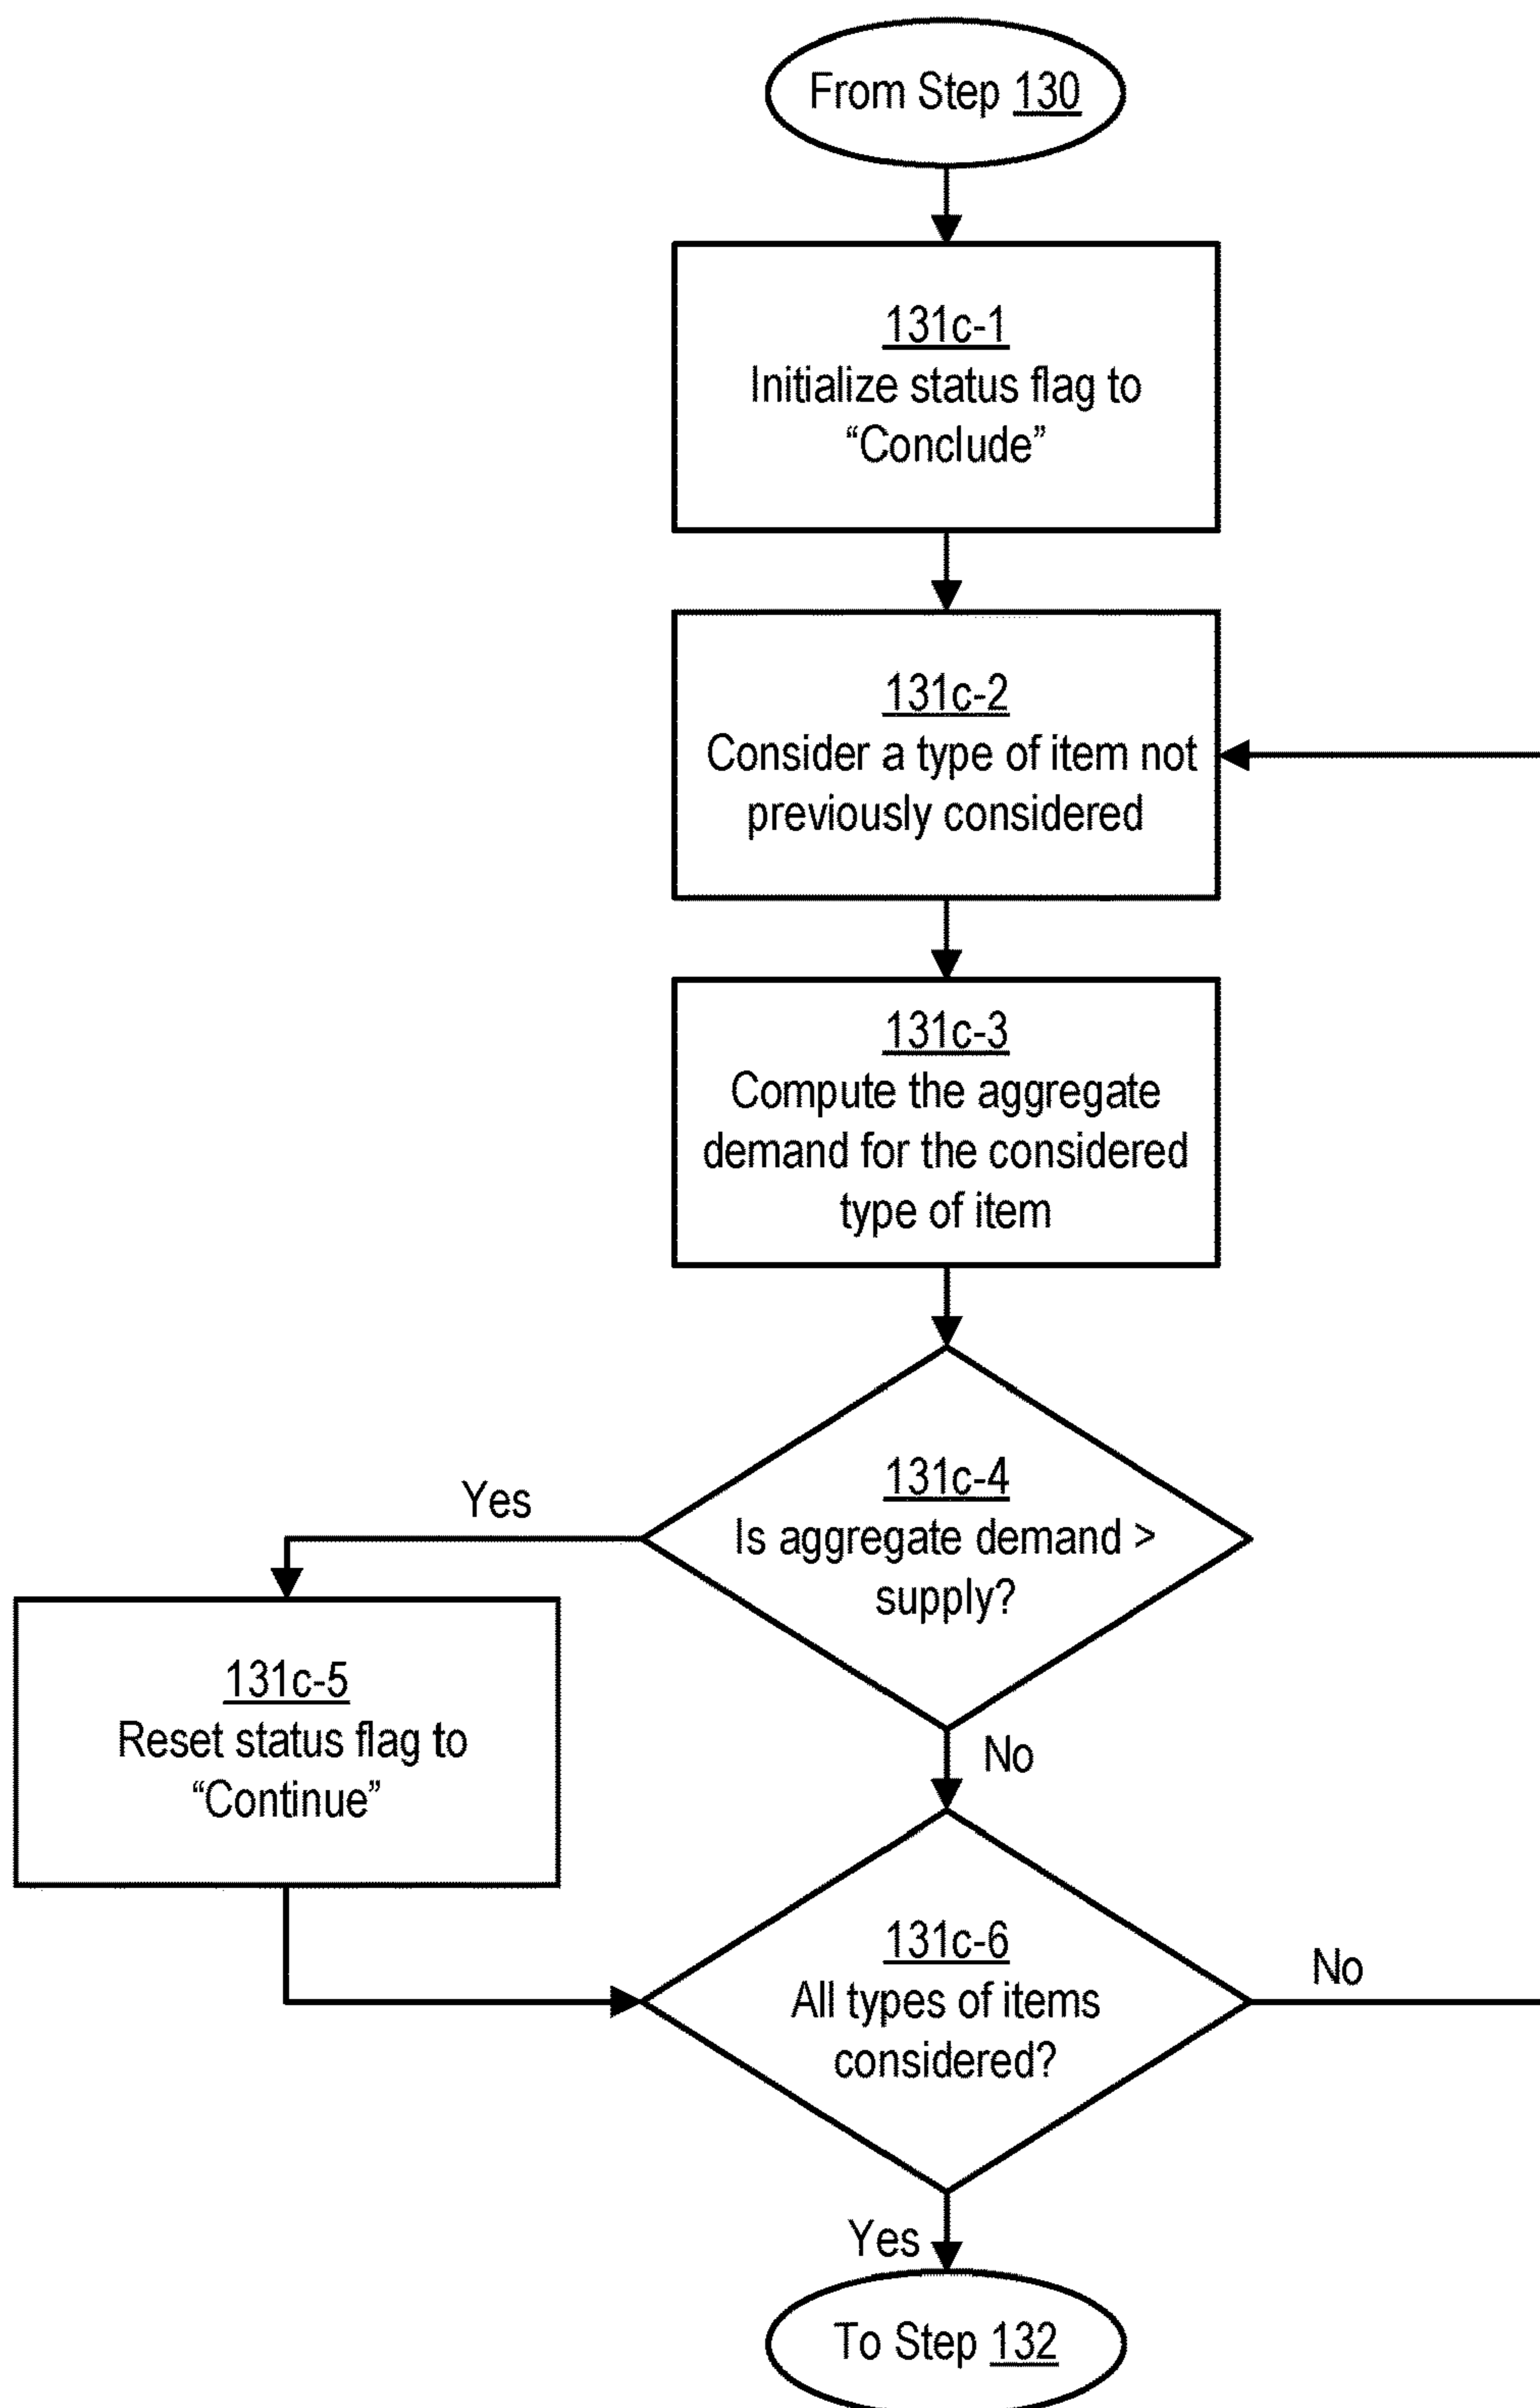 From Step 130
131c-1
Initialize status flag to
“Conclude”
131c-2
Consider a type of item not
previously considered
131c-3
Compute the aggregate
demand for the considered
type of item
131c-4
Is aggregate demand >
supply?
Yes
No
131c-5
Reset status flag to
“Continue”
131c-6
All types of items
considered?
No
Yes
To Step 132